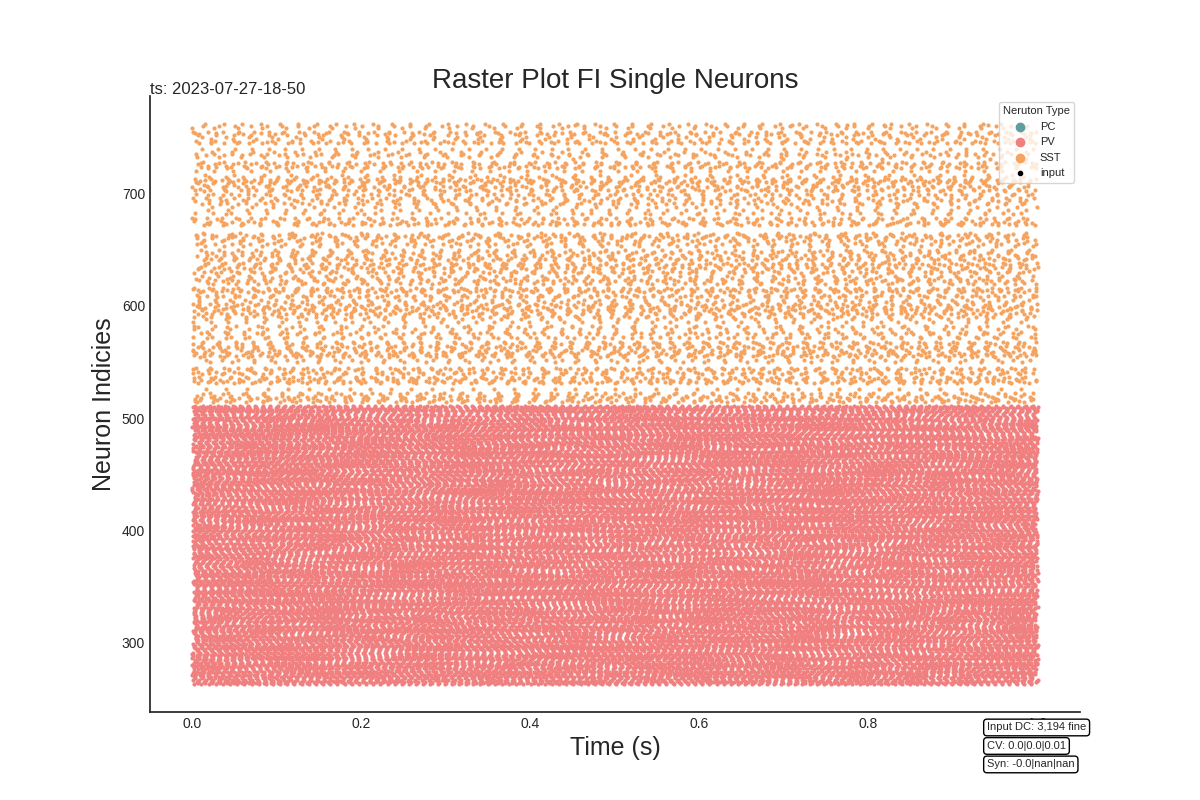 Raster Plot FI Single Neurons
ts: 2023-07-27-18-50
Neruton Type
PC
PV
SST
input
Neuron Indicies
700
600
500
400
300
0.0
0.2
0.4
0.6
0.8
Time (s)
Input DC: 3,194 fine
CV: 0.0|0.0|0.01
Syn: -0.0|nan|nan